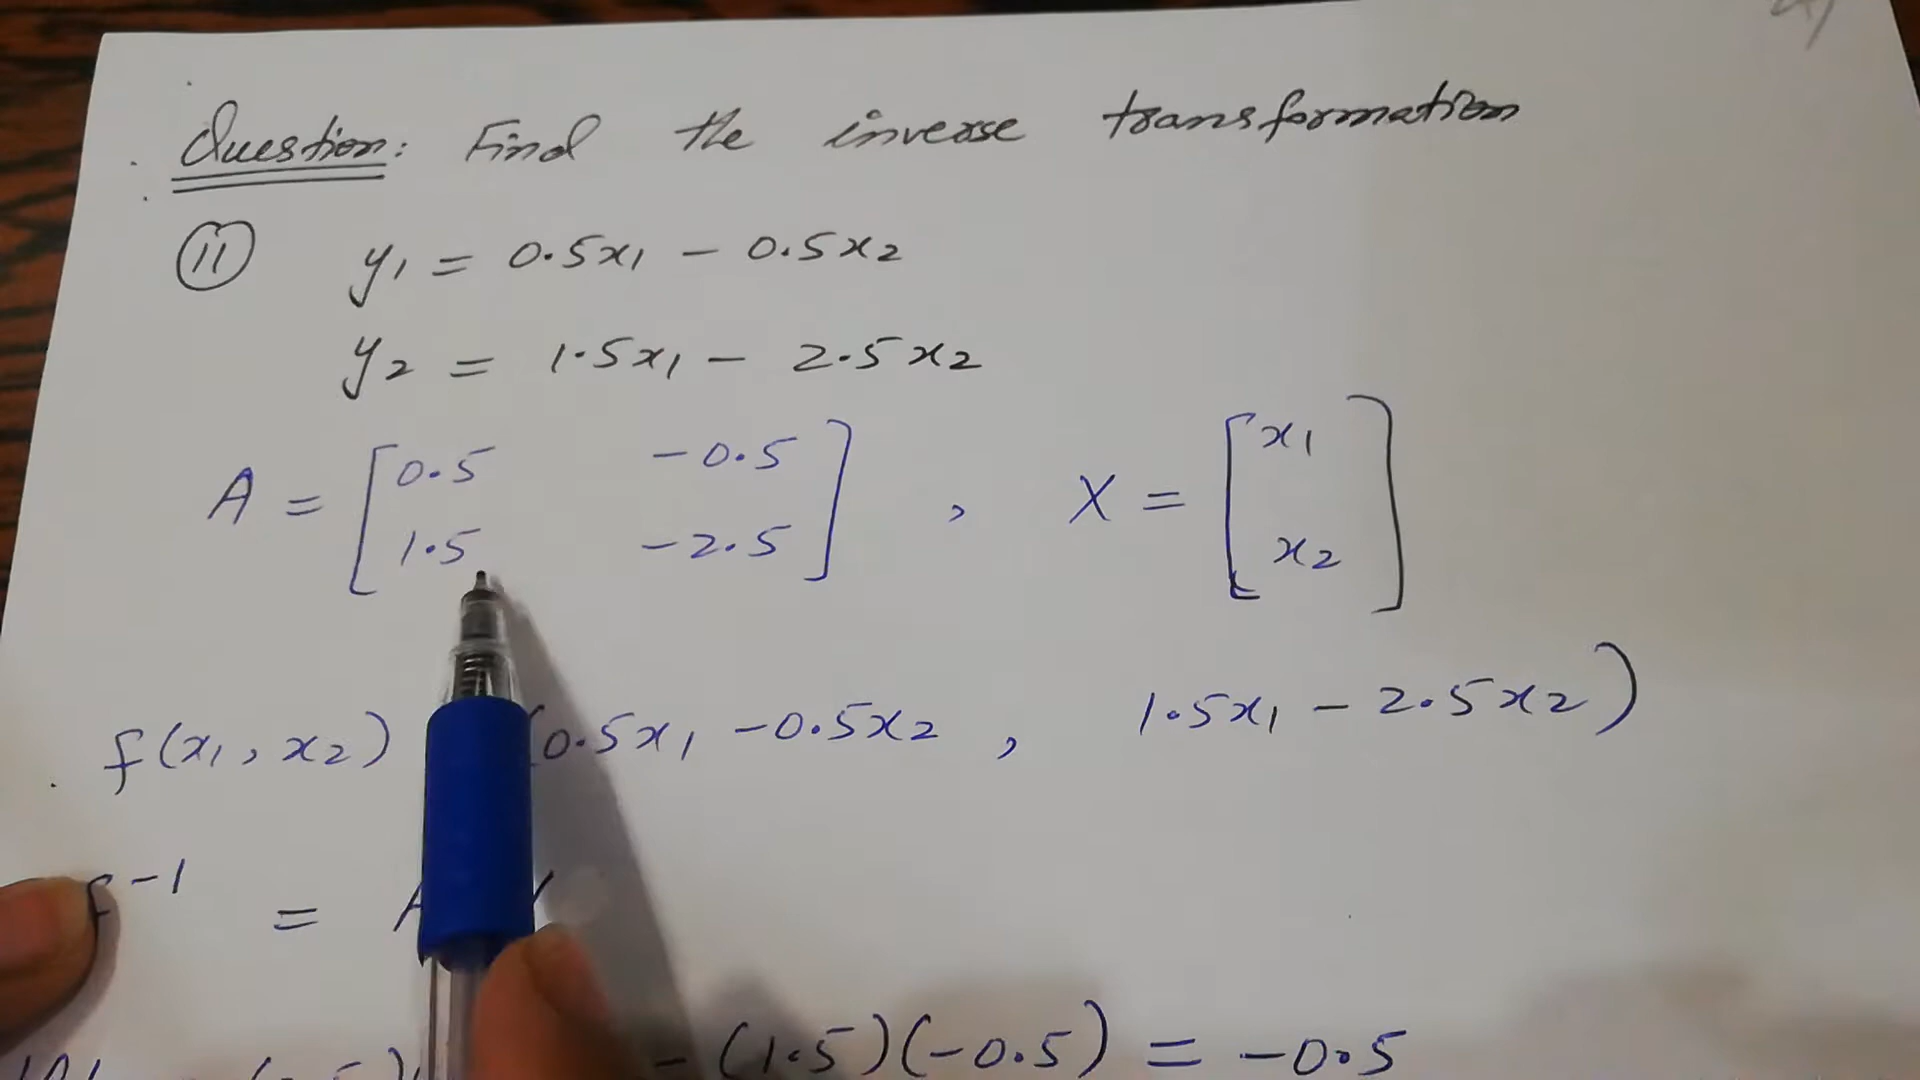 Question: Find the inverse transformation
11 y1 = 0.5x1 - 0.5x2
y2 = 1.5x1 - 2.5x2
A = [ 0.5 -0.5
1.5 -2.5 ] , X = [ x1
x2 ]
f(x1, x2) (0.5x1 - 0.5x2 , 1.5x1 - 2.5x2)
f-1 = A
- (1.5)(-0.5) = -0.5